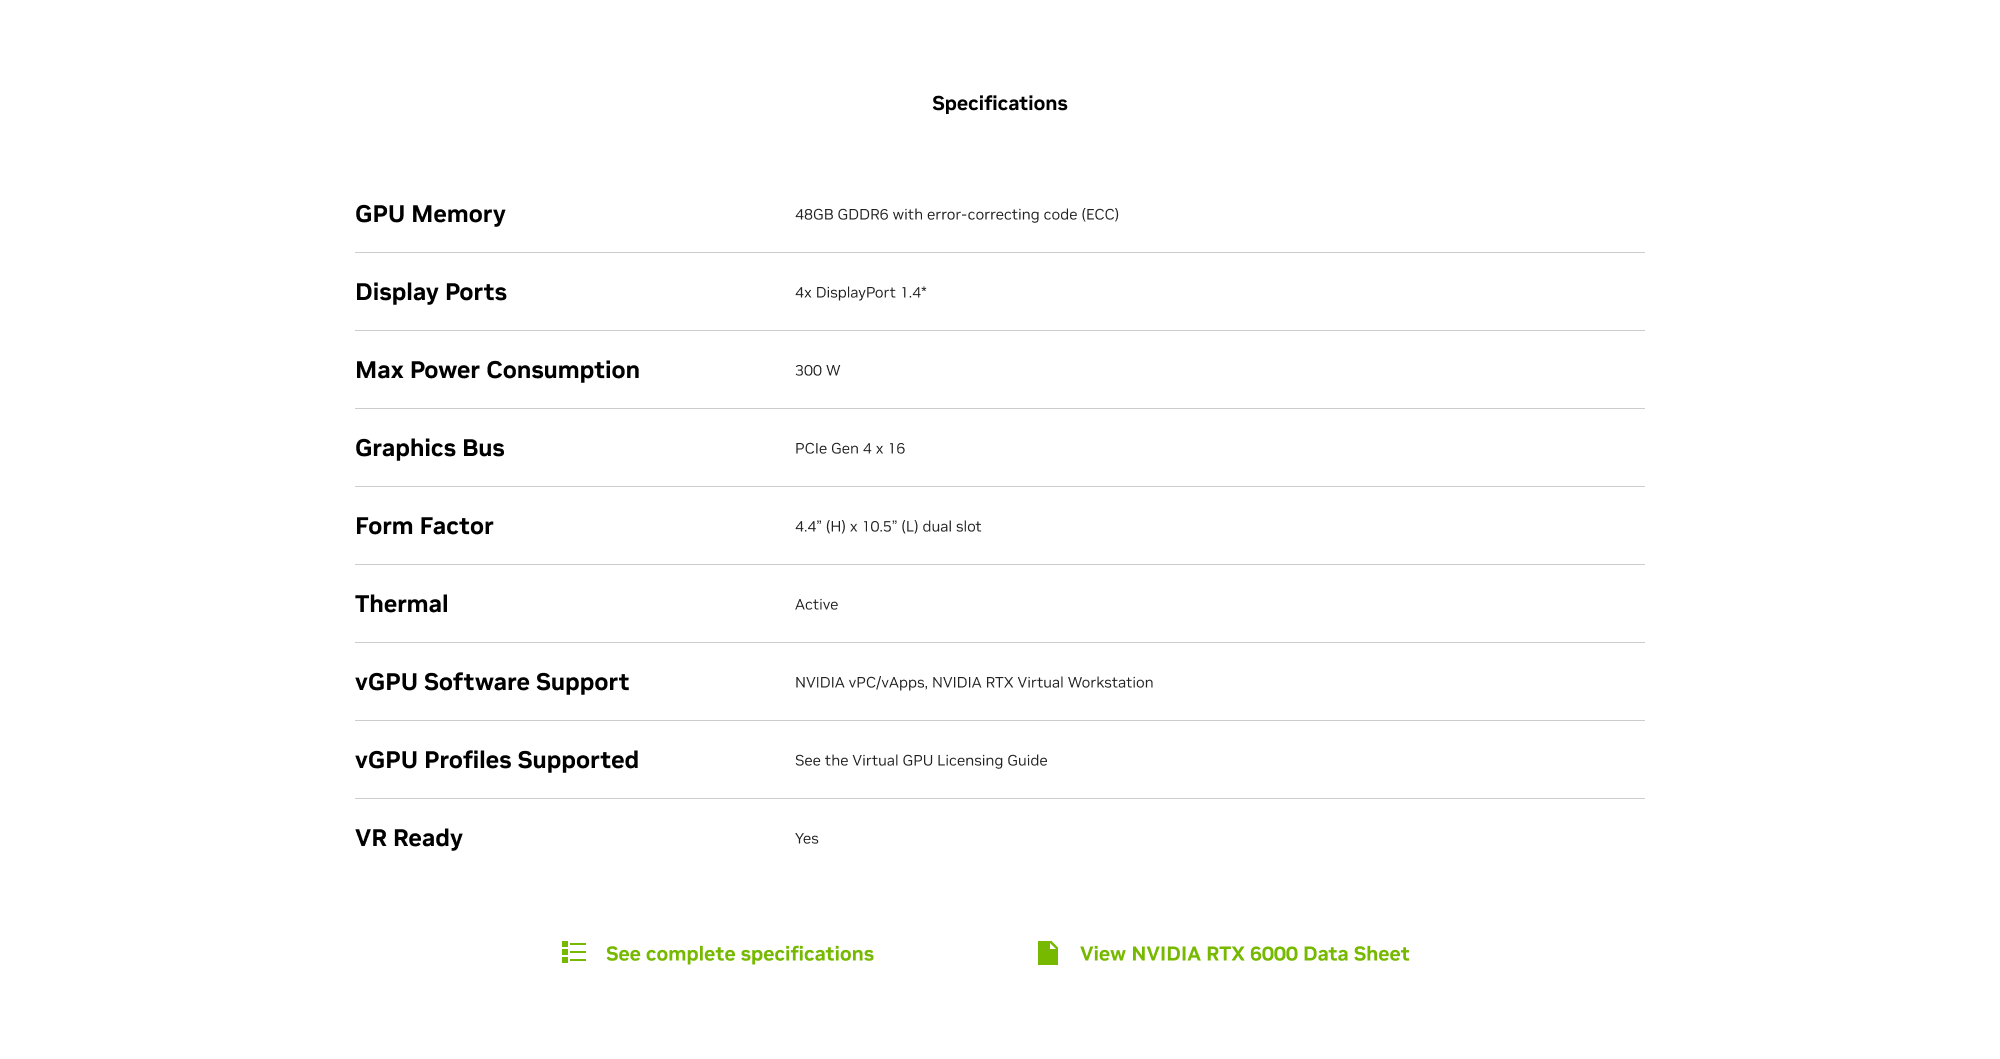 Specifications
GPU Memory
48GB GDDR6 with error-correcting code (ECC)
Display Ports
4x DisplayPort 1.4*
Max Power Consumption
300 W
Graphics Bus
PCIe Gen 4 x 16
Form Factor
4.4” (H) x 10.5” (L) dual slot
Thermal
Active
vGPU Software Support
NVIDIA vPC/vApps, NVIDIA RTX Virtual Workstation
vGPU Profiles Supported
See the Virtual GPU Licensing Guide
VR Ready
Yes
See complete specifications
View NVIDIA RTX 6000 Data Sheet